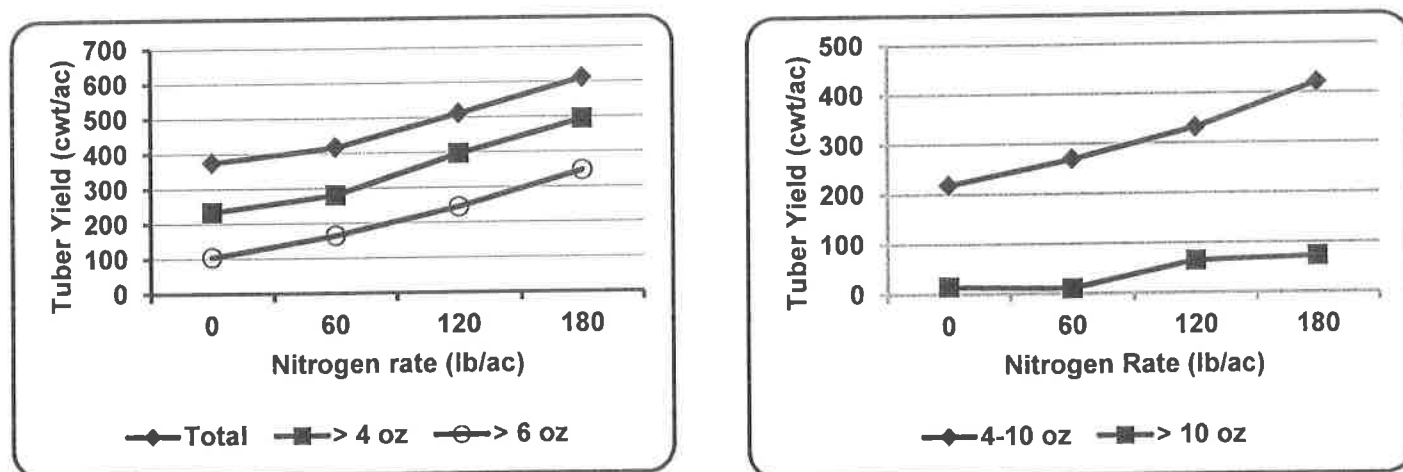 700
600
500
400
300
200
100
0
Tuber Yield (cwt/ac)
0 60 120 180
Nitrogen rate (lb/ac)
Total > 4 oz > 6 oz
500
400
300
200
100
0
Tuber Yield (cwt/ac)
0 60 120 180
Nitrogen Rate (lb/ac)
4-10 oz > 10 oz